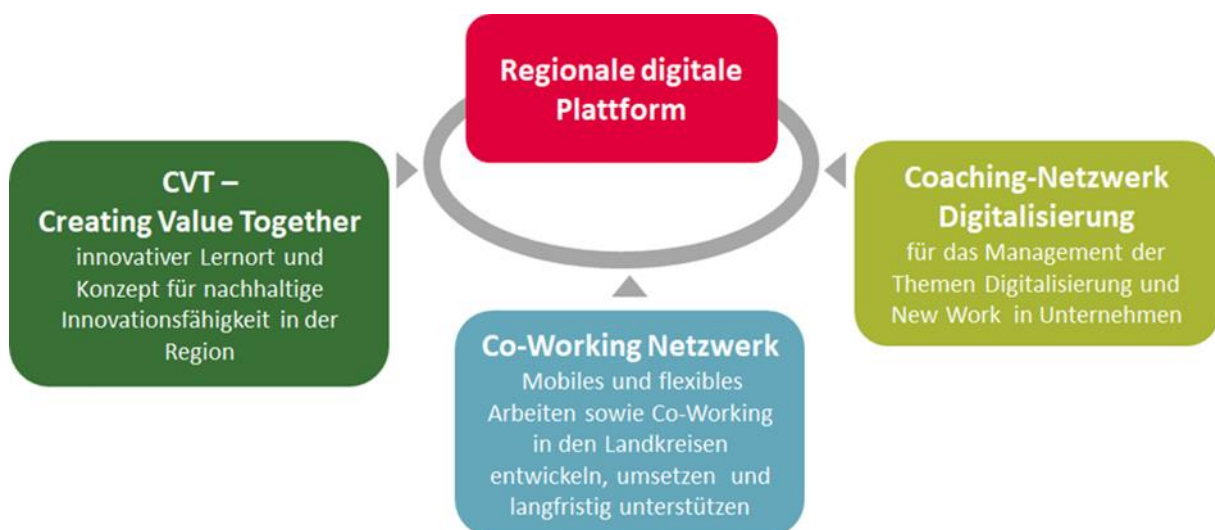 Regionale digitale
Plattform
CVT –
Creating Value Together
innovativer Lernort und
Konzept für nachhaltige
Innovationsfähigkeit in der
Region
Co-Working Netzwerk
Mobiles und flexibles
Arbeiten sowie Co-Working
in den Landkreisen
entwickeln, umsetzen und
langfristig unterstützen
Coaching-Netzwerk
Digitalisierung
für das Management der
Themen Digitalisierung und
New Work in Unternehmen